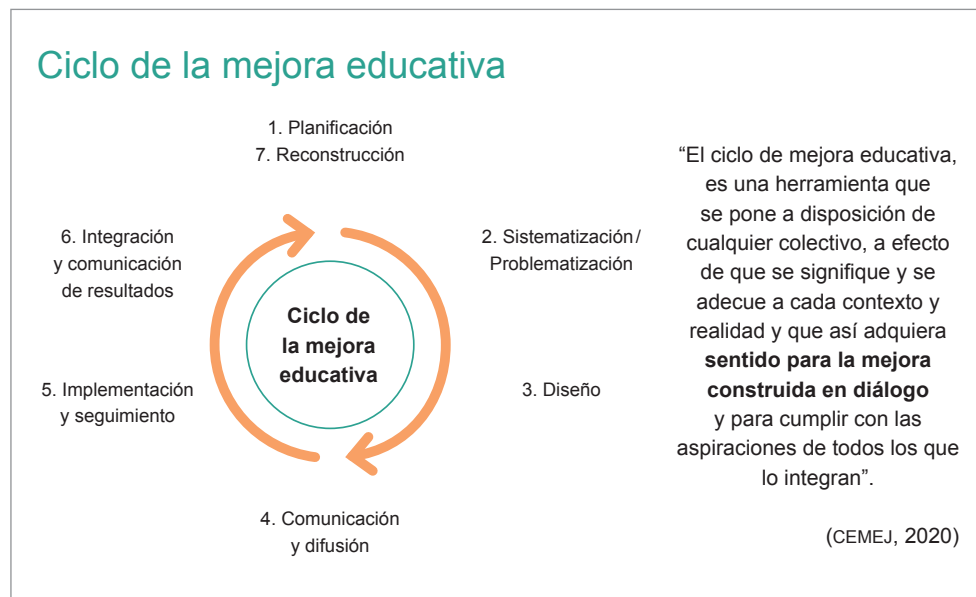 Ciclo de la mejora educativa
1. Planificación
7. Reconstrucción
2. Sistematización/
Problematización
3. Diseño
4. Comunicación
y difusión
5. Implementación
y seguimiento
6. Integración
y comunicación
de resultados
Ciclo de
la mejora
educativa
“El ciclo de mejora educativa,
es una herramienta que
se pone a disposición de
cualquier colectivo, a efecto
de que se signifique y se
adecue a cada contexto y
realidad y que así adquiera
sentido para la mejora
construida en diálogo
y para cumplir con las
aspiraciones de todos los que
lo integran”.
(CEMEJ, 2020)